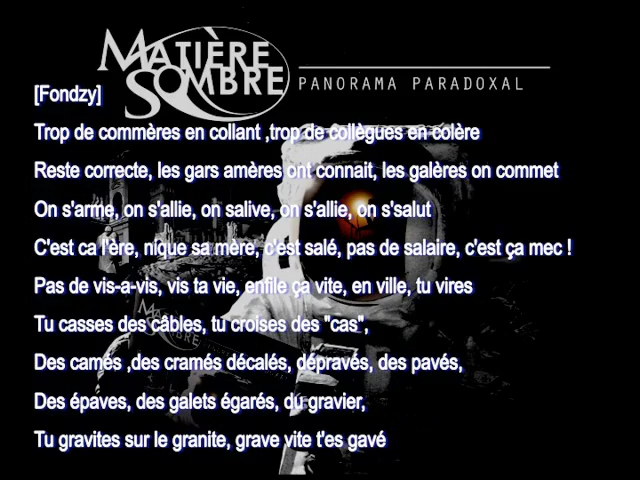 MATIÈRE
SOMBRE
PANORAMA PARADOXAL
[Fondzy]
Trop de commères en collant ,trop de collègues en colère
Reste correcte, les gars amères ont connait, les galères on commet
On s'arme, on s'allie, on salive, on s'allie, on s'salut
C'est ca l'ère, nique sa mère, c'est salé, pas de salaire, c'est ça mec !
Pas de vis-a-vis, vis ta vie, enfile ça vite, en ville, tu vires
Tu casses des câbles, tu croises des "cas",
Des camés ,des cramés décalés, dépravés, des pavés,
Des épaves, des galets égarés, du gravier,
Tu gravites sur le granite, grave vite t'es gavé
MATIÈRE
SOMBRE